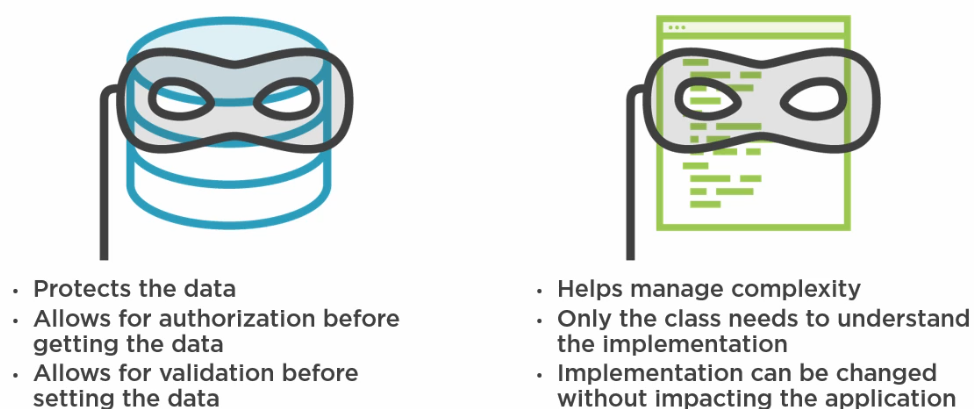 • Protects the data
• Allows for authorization before
getting the data
• Allows for validation before
setting the data
• Helps manage complexity
• Only the class needs to understand
the implementation
• Implementation can be changed
without impacting the application